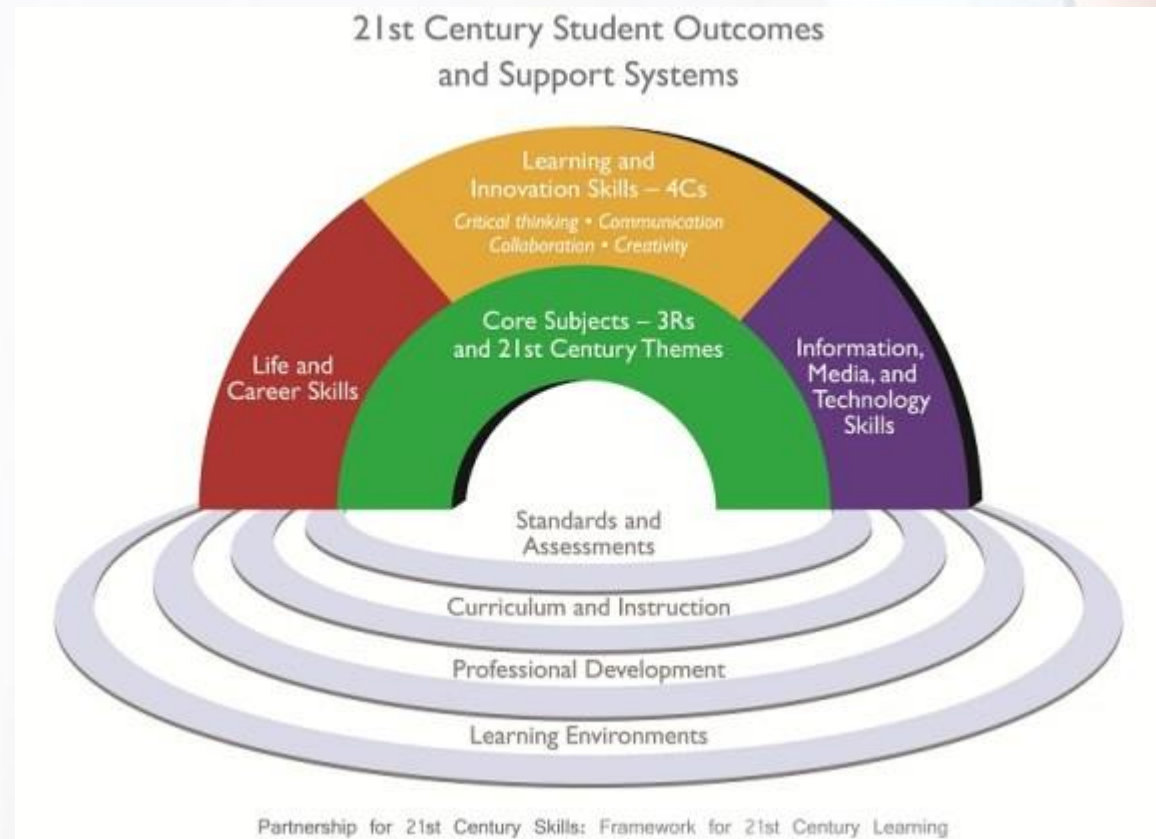 21st Century Student Outcomes
and Support Systems
Learning and
Innovation Skills – 4Cs
Critical thinking • Communication
Collaboration • Creativity
Core Subjects – 3Rs
and 21st Century Themes
Life and
Career Skills
Information,
Media, and
Technology
Skills
Standards and
Assessments
Curriculum and Instruction
Professional Development
Learning Environments
Partnership for 21st Century Skills: Framework for 21st Century Learning